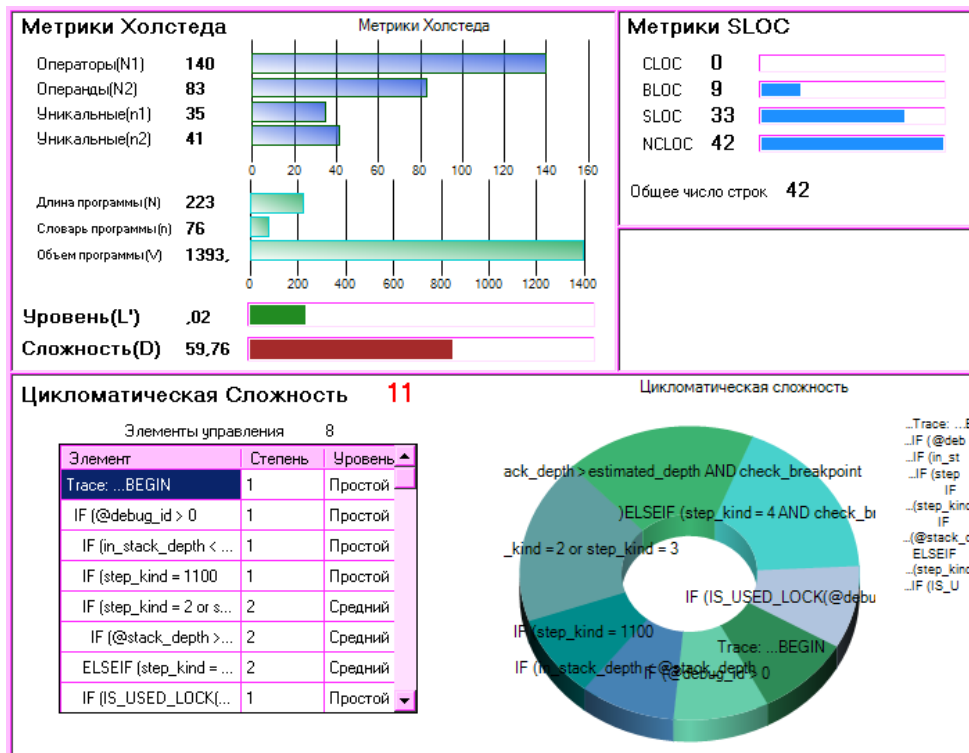 Метрики Холстеда
Метрики Холстеда
Операторы(N1) 140
Операнды(N2) 83
Уникальные(n1) 35
Уникальные(n2) 41
0 20 40 60 80 100 120 140 160
Длина программы(N) 223
Словарь программы(n) 76
Объем программы(V) 1393,
0 200 400 600 800 1000 1200 1400
Уровень(L') ,02
Сложность(D) 59,76
Метрики SLOC
CLOC 0
BLOC 9
SLOC 33
NCLOC 42
Общее число строк 42
Цикломатическая Сложность 11
Элементы управления 8
Элемент Степень Уровень
Trace: ...BEGIN 1 Простой
IF (@debug_id > 0 1 Простой
IF (in_stack_depth < ... 1 Простой
IF (step_kind = 1100 1 Простой
IF (step_kind = 2 or s... 2 Средний
IF (@stack_depth >... 2 Средний
ELSEIF (step_kind = ... 2 Средний
IF (IS_USED_LOCK(... 1 Простой
Цикломатическая сложность
ack_depth > estimated_depth AND check_breakpoint
)ELSEIF (step_kind = 4 AND check_br
_kind = 2 or step_kind = 3
IF (IS_USED_LOCK(@debu
IF (step_kind = 1100
Trace: ...BEGIN
IF (in_stack_depth < @stack_depth
IF (@debug_id > 0
...Trace: ...B
...IF (@deb
...IF (in_st
...IF (step
IF
...(step_kind
IF
...(@stack_d
ELSEIF
...(step_kind
...IF (IS_U